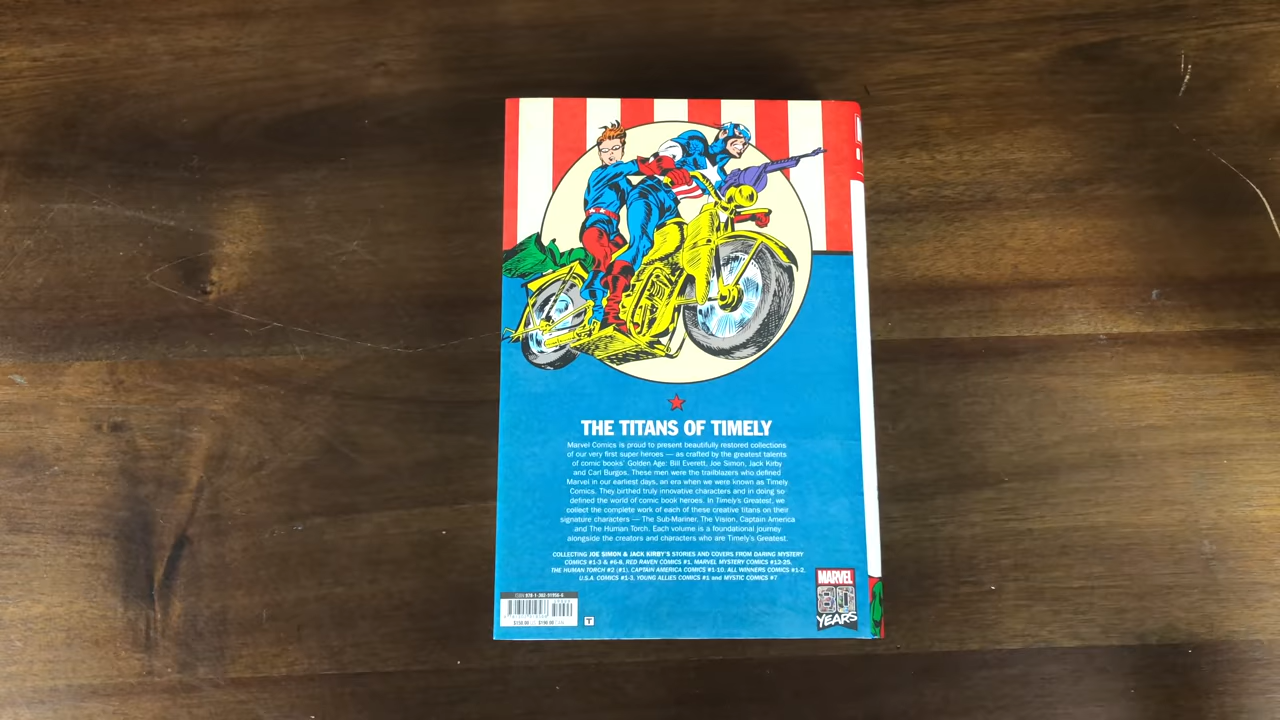 THE TITANS OF TIMELY
Marvel Comics is proud to present beautifully restored collections
of our very first super heroes — as crafted by the greatest talents
of comic books' Golden Age: Bill Everett, Joe Simon, Jack Kirby
and Carl Burgos. These men were the trailblazers who defined
Marvel in our earliest days, an era when we were known as Timely
Comics. They birthed truly innovative characters and in doing so
defined the world of comic book heroes. In Timely's Greatest, we
collect the complete work of each of these creative titans on their
signature characters — The Sub-Mariner, The Vision, Captain America
and The Human Torch. Each volume is a foundational journey
alongside the creators and characters who are Timely's Greatest.
COLLECTING JOE SIMON & JACK KIRBY'S STORIES AND COVERS FROM DARING MYSTERY
COMICS #1-3 & #6-8, RED RAVEN COMICS #1, MARVEL MYSTERY COMICS #12-25,
THE HUMAN TORCH #2 (#1), CAPTAIN AMERICA COMICS #1-10, ALL WINNERS COMICS #1-2,
U.S.A. COMICS #1-3, YOUNG ALLIES COMICS #1 and MYSTIC COMICS #7
MARVEL
80
YEARS
T